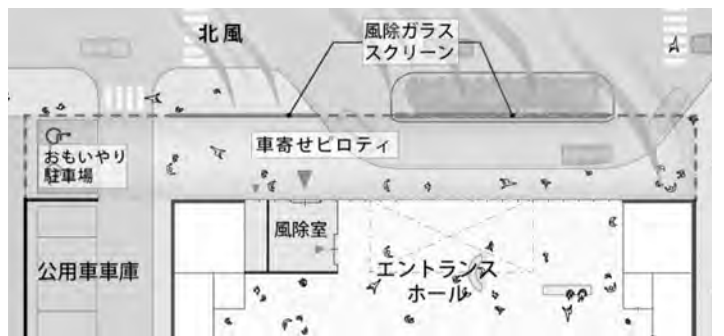 北風
風除ガラス
スクリーン
おもいやり
駐車場
車寄せピロティ
風除室
公用車車庫
エントランス
ホール